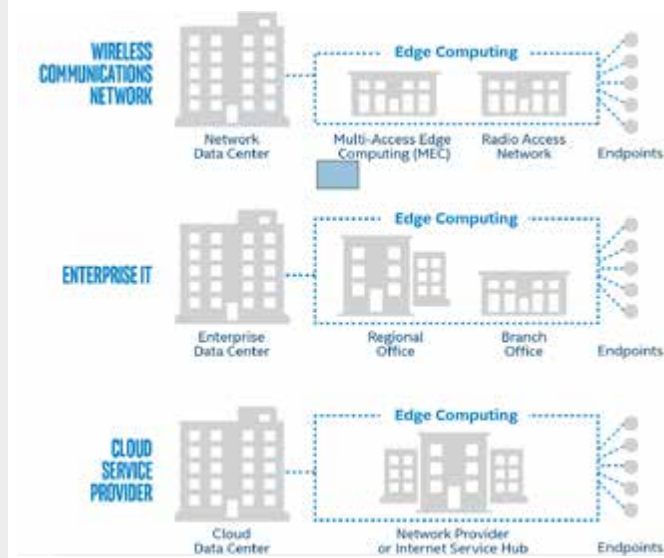 WIRELESS
COMMUNICATIONS
NETWORK
Edge Computing
Network
Data Center
Multi-Access Edge
Computing (MEC)
Radio Access
Network
Endpoints
ENTERPRISE IT
Edge Computing
Enterprise
Data Center
Regional
Office
Branch
Office
Endpoints
CLOUD
SERVICE
PROVIDER
Edge Computing
Cloud
Data Center
Network Provider
or Internet Service Hub
Endpoints